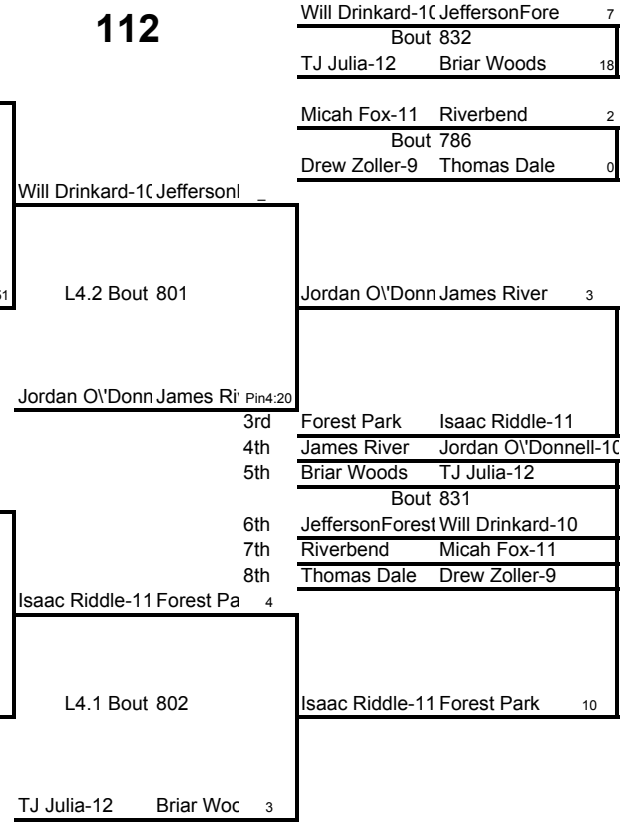 112
Will Drinkard-1( JeffersonFore 7
Bout 832
TJ Julia-12 Briar Woods 18
Micah Fox-11 Riverbend 2
Bout 786
Drew Zoller-9 Thomas Dale 0
Will Drinkard-1( Jefferson _
L4.2 Bout 801
Jordan O\'Donn James River 3
Jordan O\'Donn James Ri Pin4:20
3rd Forest Park Isaac Riddle-11
4th James River Jordan O\'Donnell-10
5th Briar Woods TJ Julia-12
Bout 831
6th JeffersonForest Will Drinkard-10
7th Riverbend Micah Fox-11
8th Thomas Dale Drew Zoller-9
Isaac Riddle-11 Forest Pa 4
L4.1 Bout 802
Isaac Riddle-11 Forest Park 10
TJ Julia-12 Briar Woo 3